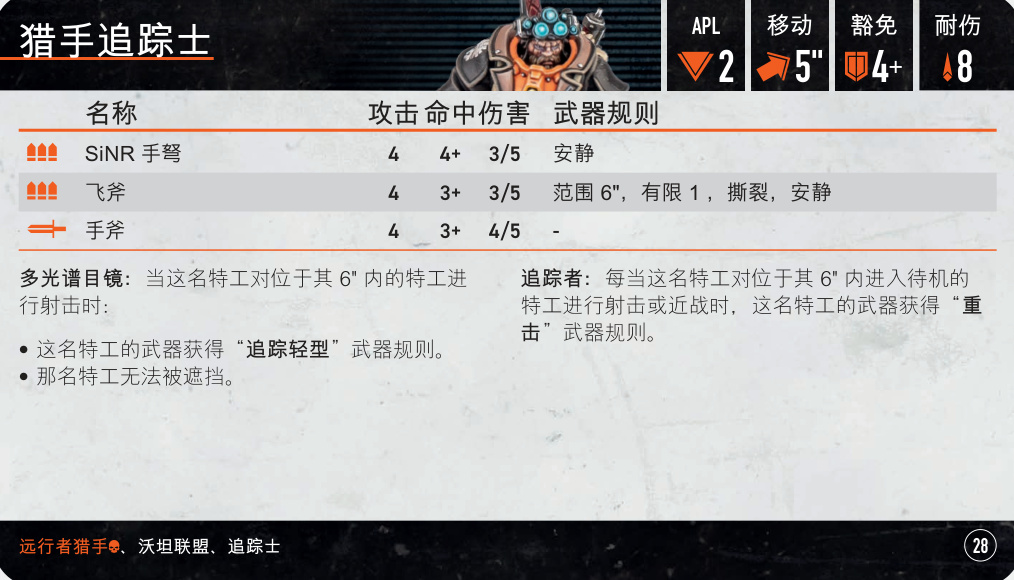 猎手追踪士
APL 移动 豁免 耐伤
2 5" 4+ 8
名称 攻击 命中 伤害 武器规则
SiNR 手弩 4 4+ 3/5 安静
飞斧 4 3+ 3/5 范围 6"，有限 1，撕裂，安静
手斧 4 3+ 4/5 -
多光谱目镜：当这名特工对位于其 6" 内的特工进
行射击时：
• 这名特工的武器获得“追踪轻型”武器规则。
• 那名特工无法被遮挡。
追踪者：每当这名特工对位于其 6" 内进入待机的
特工进行射击或近战时，这名特工的武器获得“重
击”武器规则。
远行者猎手、沃坦联盟、追踪士
28